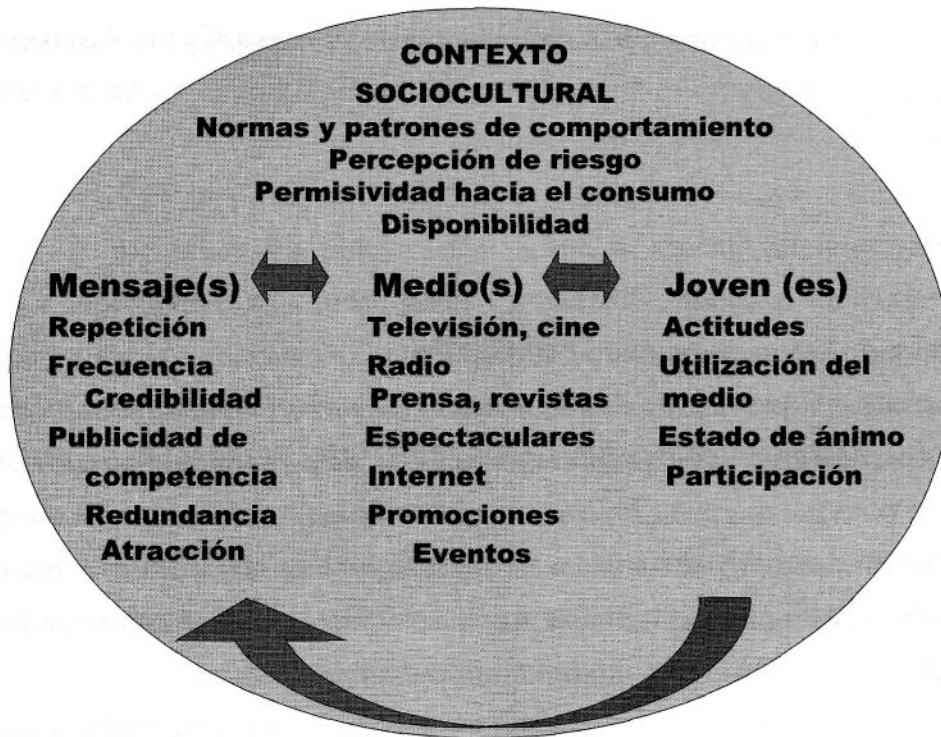 CONTEXTO
SOCIOCULTURAL
Normas y patrones de comportamiento
Percepción de riesgo
Permisividad hacia el consumo
Disponibilidad
Mensaje(s)
Repetición
Frecuencia
Credibilidad
Publicidad de
competencia
Redundancia
Atracción
Medio(s)
Televisión, cine
Radio
Prensa, revistas
Espectaculares
Internet
Promociones
Eventos
Joven (es)
Actitudes
Utilización del
medio
Estado de ánimo
Participación